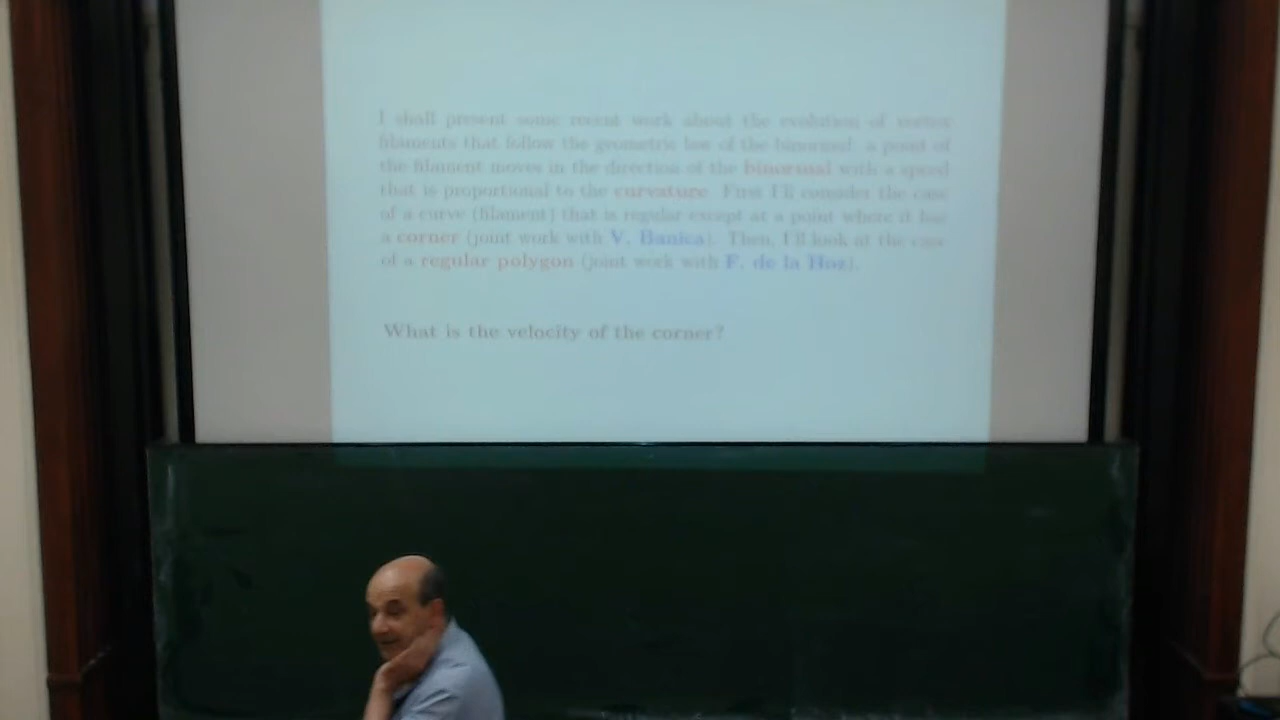 I shall present some recent work about the evolution of vortex
filaments that follow the geometric law of the binormal: a point of
the filament moves in the direction of the binormal with a speed
that is proportional to the curvature. First I'll consider the case
of a curve (filament) that is regular except at a point where it has
a corner (joint work with V. Banica). Then, I'll look at the case
of a regular polygon (joint work with F. de la Hoz).
What is the velocity of the corner?